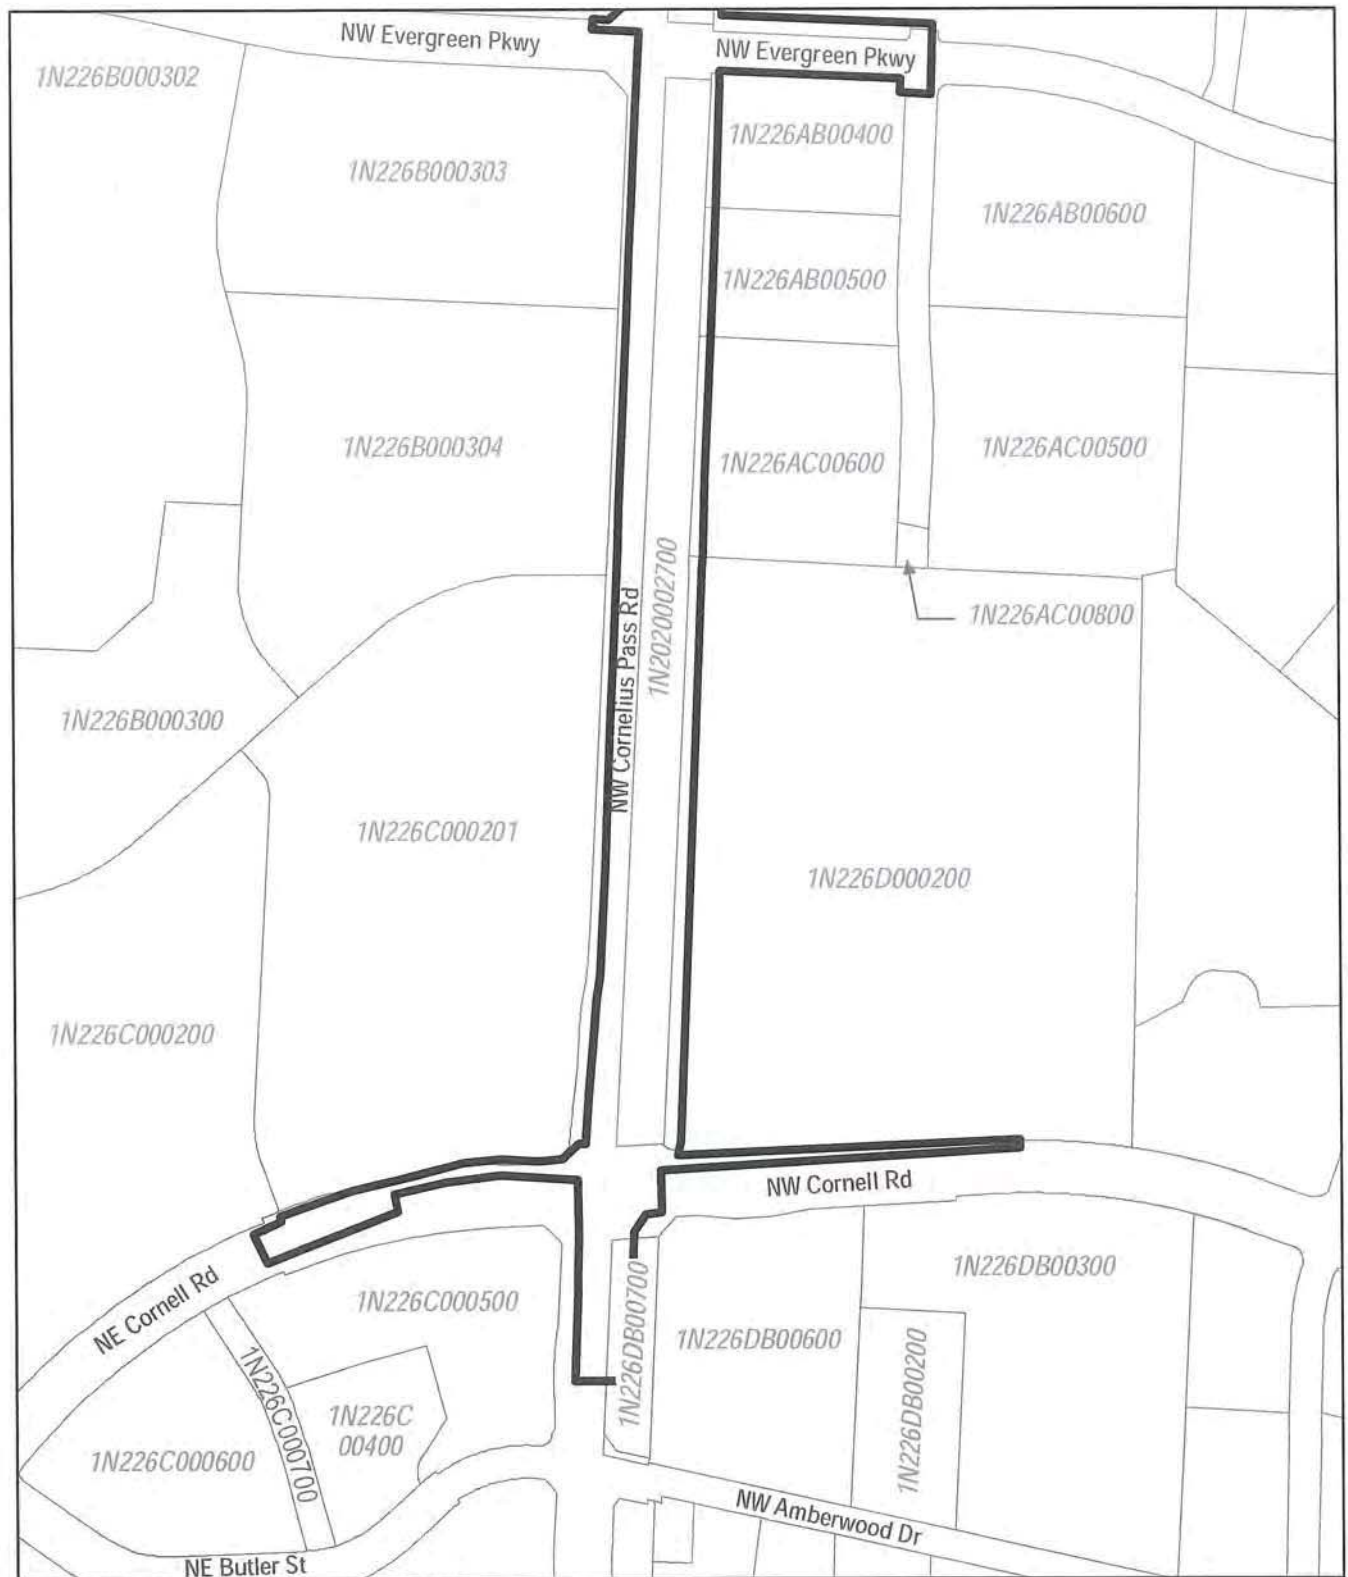 NW Evergreen Pkwy
NW Evergreen Pkwy
1N226B000302
1N226AB00400
1N226B000303
1N226AB00600
1N226AB00500
1N226B000304
1N226AC00600
1N226AC00500
NW Cornelius Pass Rd
1N2020002700
1N226AC00800
1N226B000300
1N226C000201
1N226D000200
1N226C000200
NW Cornell Rd
NE Cornell Rd
1N226C000500
1N226DB00700
1N226DB00300
1N226DB00600
1N226DB00200
1N226C000700
1N226C
00400
1N226C000600
NW Amberwood Dr
NE Butler St